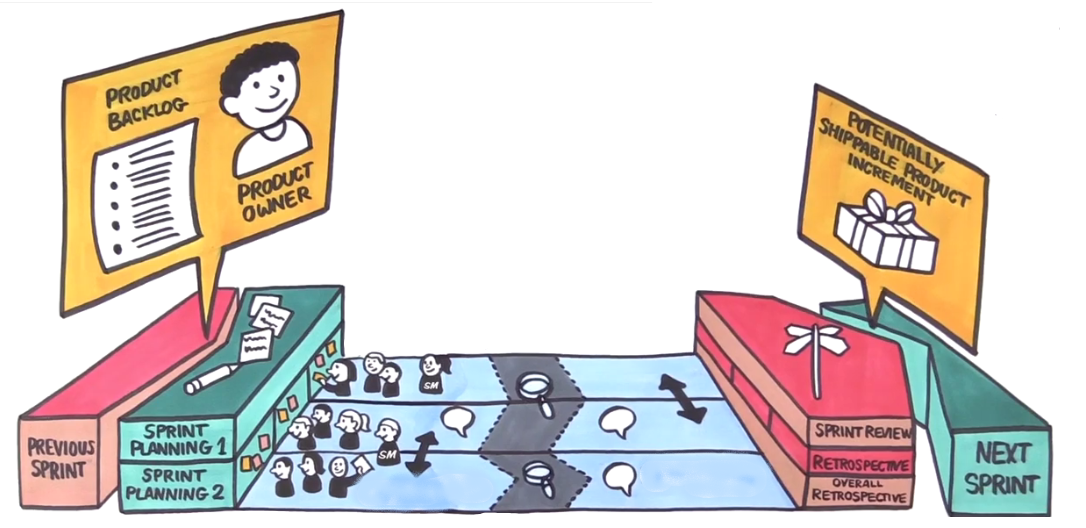 PRODUCT
BACKLOG
PRODUCT
OWNER
POTENTIALLY
SHIPPABLE PRODUCT
INCREMENT
PREVIOUS
SPRINT
SPRINT
PLANNING 1
SPRINT
PLANNING 2
SM
SM
SPRINT REVIEW
RETROSPECTIVE
OVERALL
RETROSPECTIVE
NEXT
SPRINT